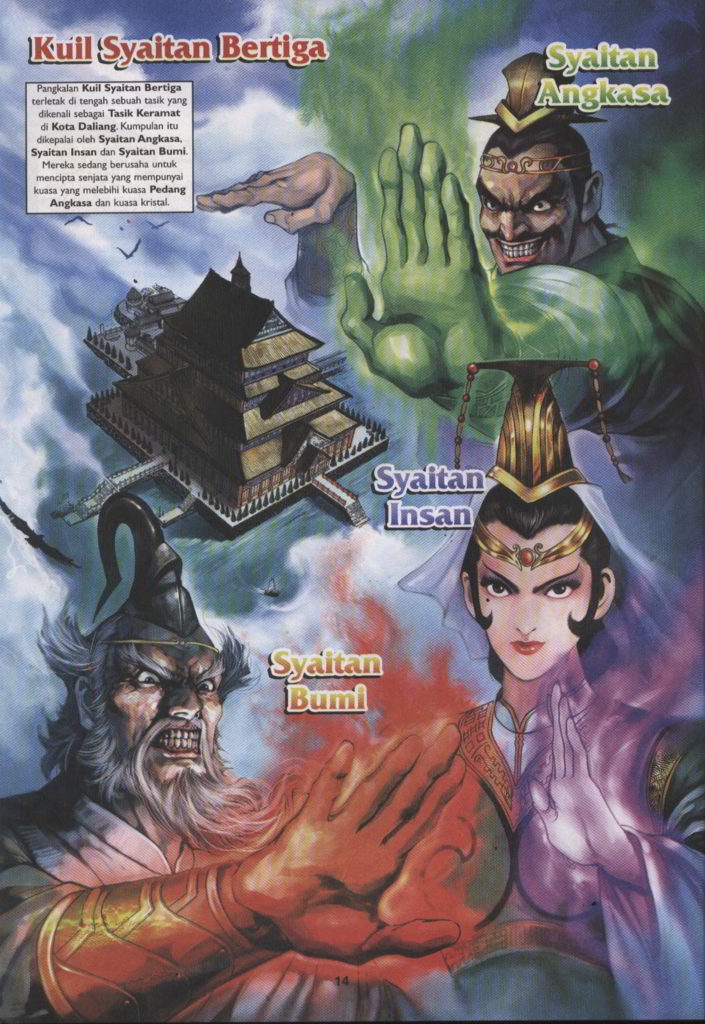 Kuil Syaitan Bertiga
Pangkalan Kuil Syaitan Bertiga
terletak di tengah sebuah tasik yang
dikenali sebagai Tasik Keramat
di Kota Daliang. Kumpulan itu
dikepalai oleh Syaitan Angkasa,
Syaitan Insan dan Syaitan Bumi.
Mereka sedang berusaha untuk
mencipta senjata yang mempunyai
kuasa yang melebihi kuasa Pedang
Angkasa dan kuasa kristal.
Syaitan
Angkasa
Syaitan
Insan
Syaitan
Bumi
14